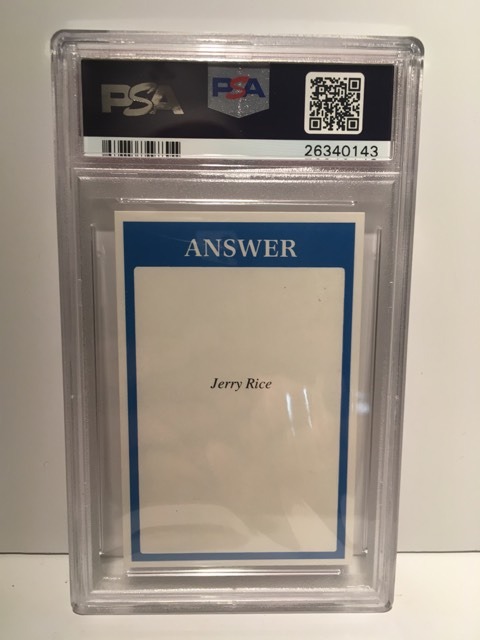 PSA
PSA
26340143
ANSWER
Jerry Rice